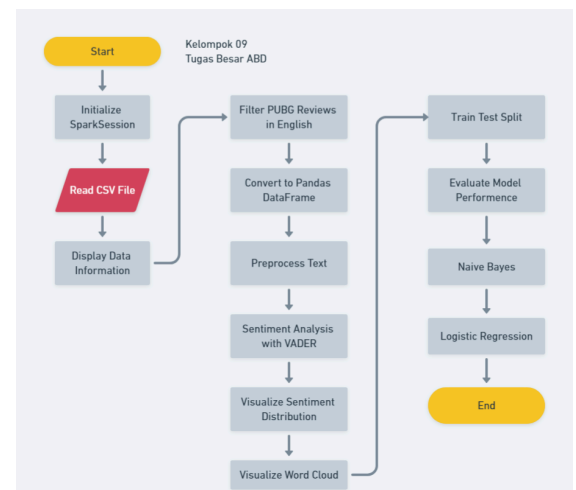 Kelompok 09
Tugas Besar ABD
Start
Initialize
SparkSession
Read CSV File
Display Data
Information
Filter PUBG Reviews
in English
Convert to Pandas
DataFrame
Preprocess Text
Sentiment Analysis
with VADER
Visualize Sentiment
Distribution
Visualize Word Cloud
Train Test Split
Evaluate Model
Performence
Naive Bayes
Logistic Regression
End